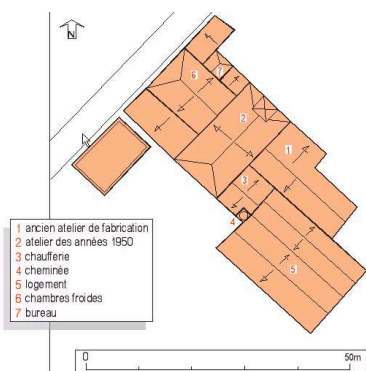 N
6
7
2
1
3
4
5
1 ancien atelier de fabrication
2 atelier des années 1950
3 chaufferie
4 cheminée
5 logement
6 chambres froides
7 bureau
0 50m